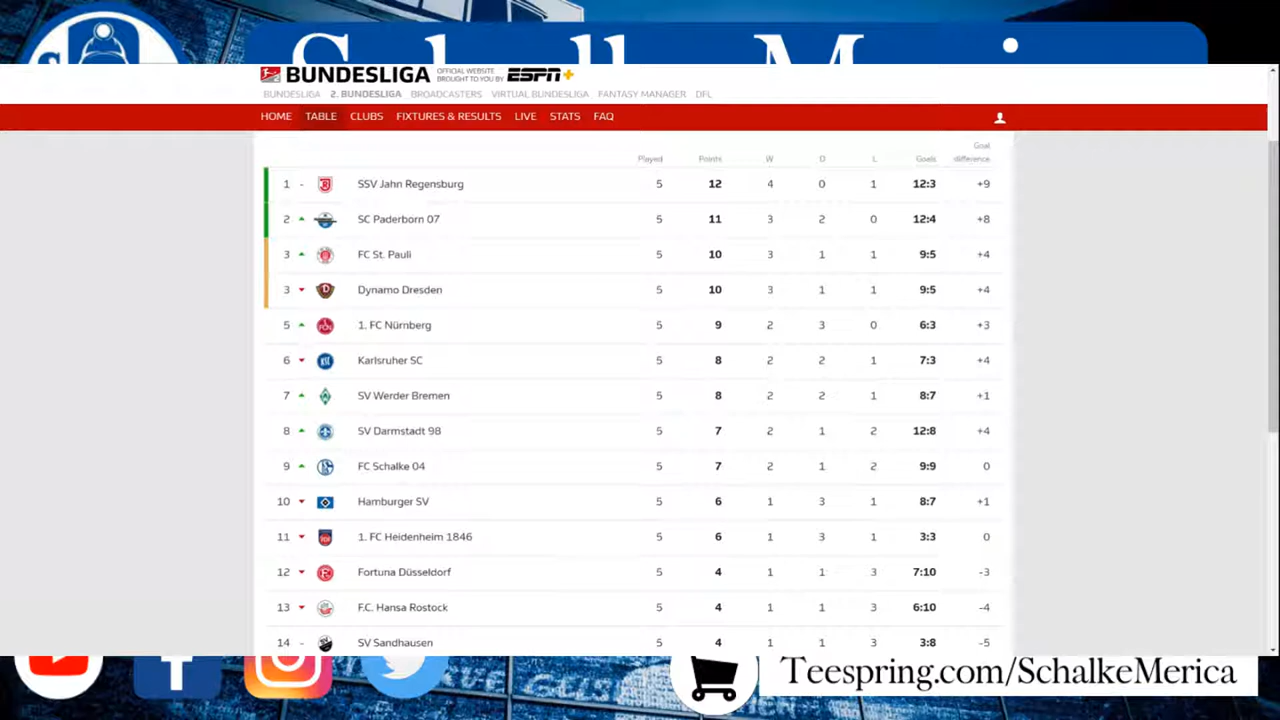 Schalke Merica
BUNDESLIGA OFFICIAL WEBSITE BROUGHT TO YOU BY ESPN+
BUNDESLIGA 2. BUNDESLIGA BROADCASTERS VIRTUAL BUNDESLIGA FANTASY MANAGER DFL
HOME TABLE CLUBS FIXTURES & RESULTS LIVE STATS FAQ
Played Points W D L Goals Goal difference
1 - SSV Jahn Regensburg 5 12 4 0 1 12:3 +9
2 SC Paderborn 07 5 11 3 2 0 12:4 +8
3 FC St. Pauli 5 10 3 1 1 9:5 +4
3 Dynamo Dresden 5 10 3 1 1 9:5 +4
5 1. FC Nürnberg 5 9 2 3 0 6:3 +3
6 Karlsruher SC 5 8 2 2 1 7:3 +4
7 SV Werder Bremen 5 8 2 2 1 8:7 +1
8 SV Darmstadt 98 5 7 2 1 2 12:8 +4
9 FC Schalke 04 5 7 2 1 2 9:9 0
10 Hamburger SV 5 6 1 3 1 8:7 +1
11 1. FC Heidenheim 1846 5 6 1 3 1 3:3 0
12 Fortuna Düsseldorf 5 4 1 1 3 7:10 -3
13 F.C. Hansa Rostock 5 4 1 1 3 6:10 -4
14 - SV Sandhausen 5 4 1 1 3 3:8 -5
Teespring.com/SchalkeMerica